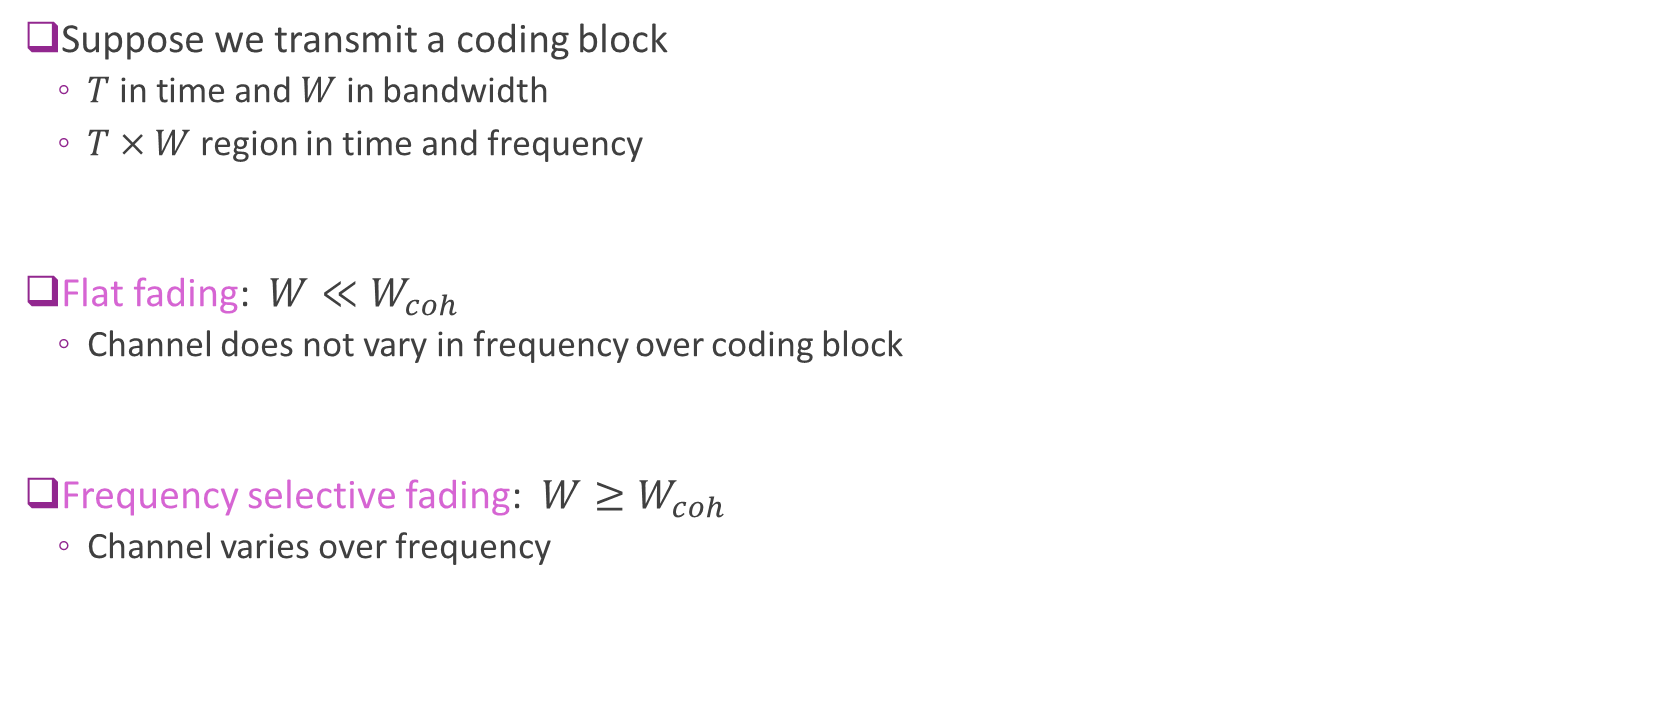 ❑Suppose we transmit a coding block
◦ T in time and W in bandwidth
◦ T × W region in time and frequency
❑Flat fading: W ≪ W_coh
◦ Channel does not vary in frequency over coding block
❑Frequency selective fading: W ≥ W_coh
◦ Channel varies over frequency